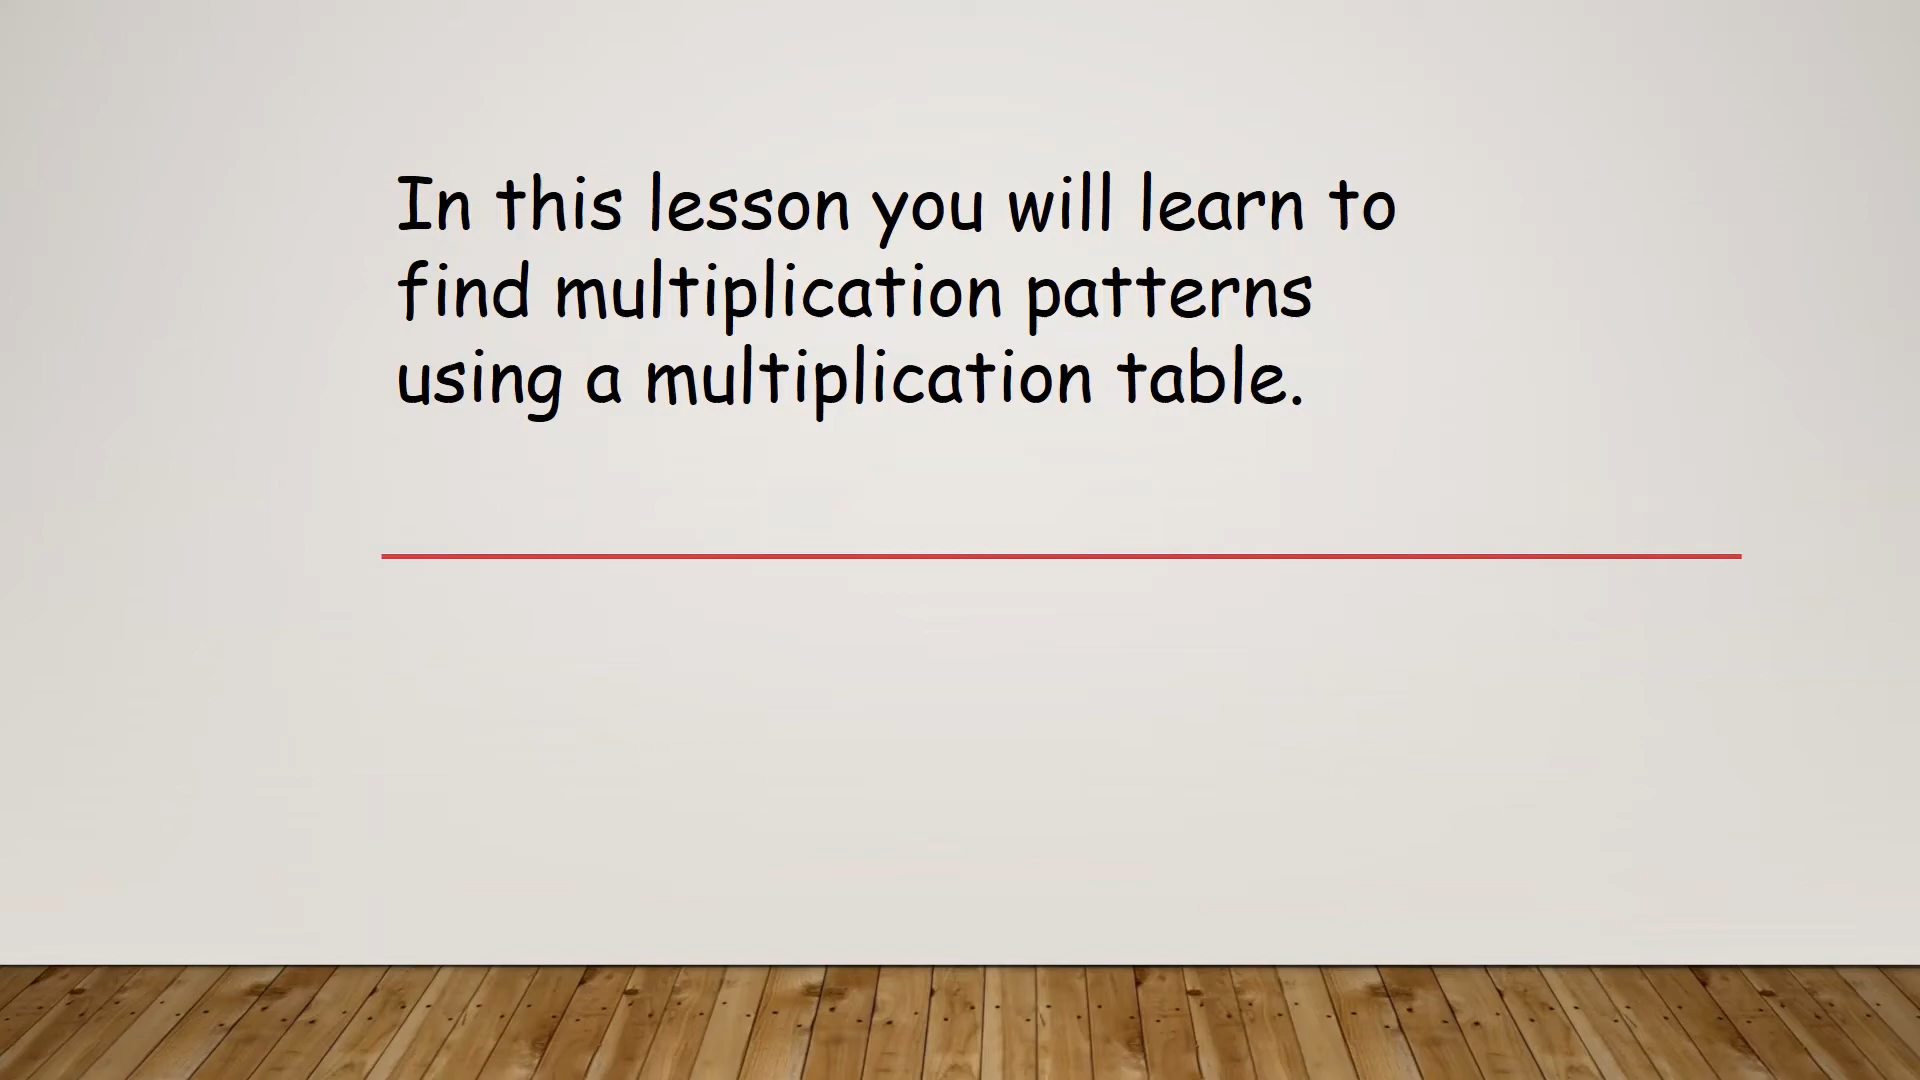 In this lesson you will learn to
find multiplication patterns
using a multiplication table.